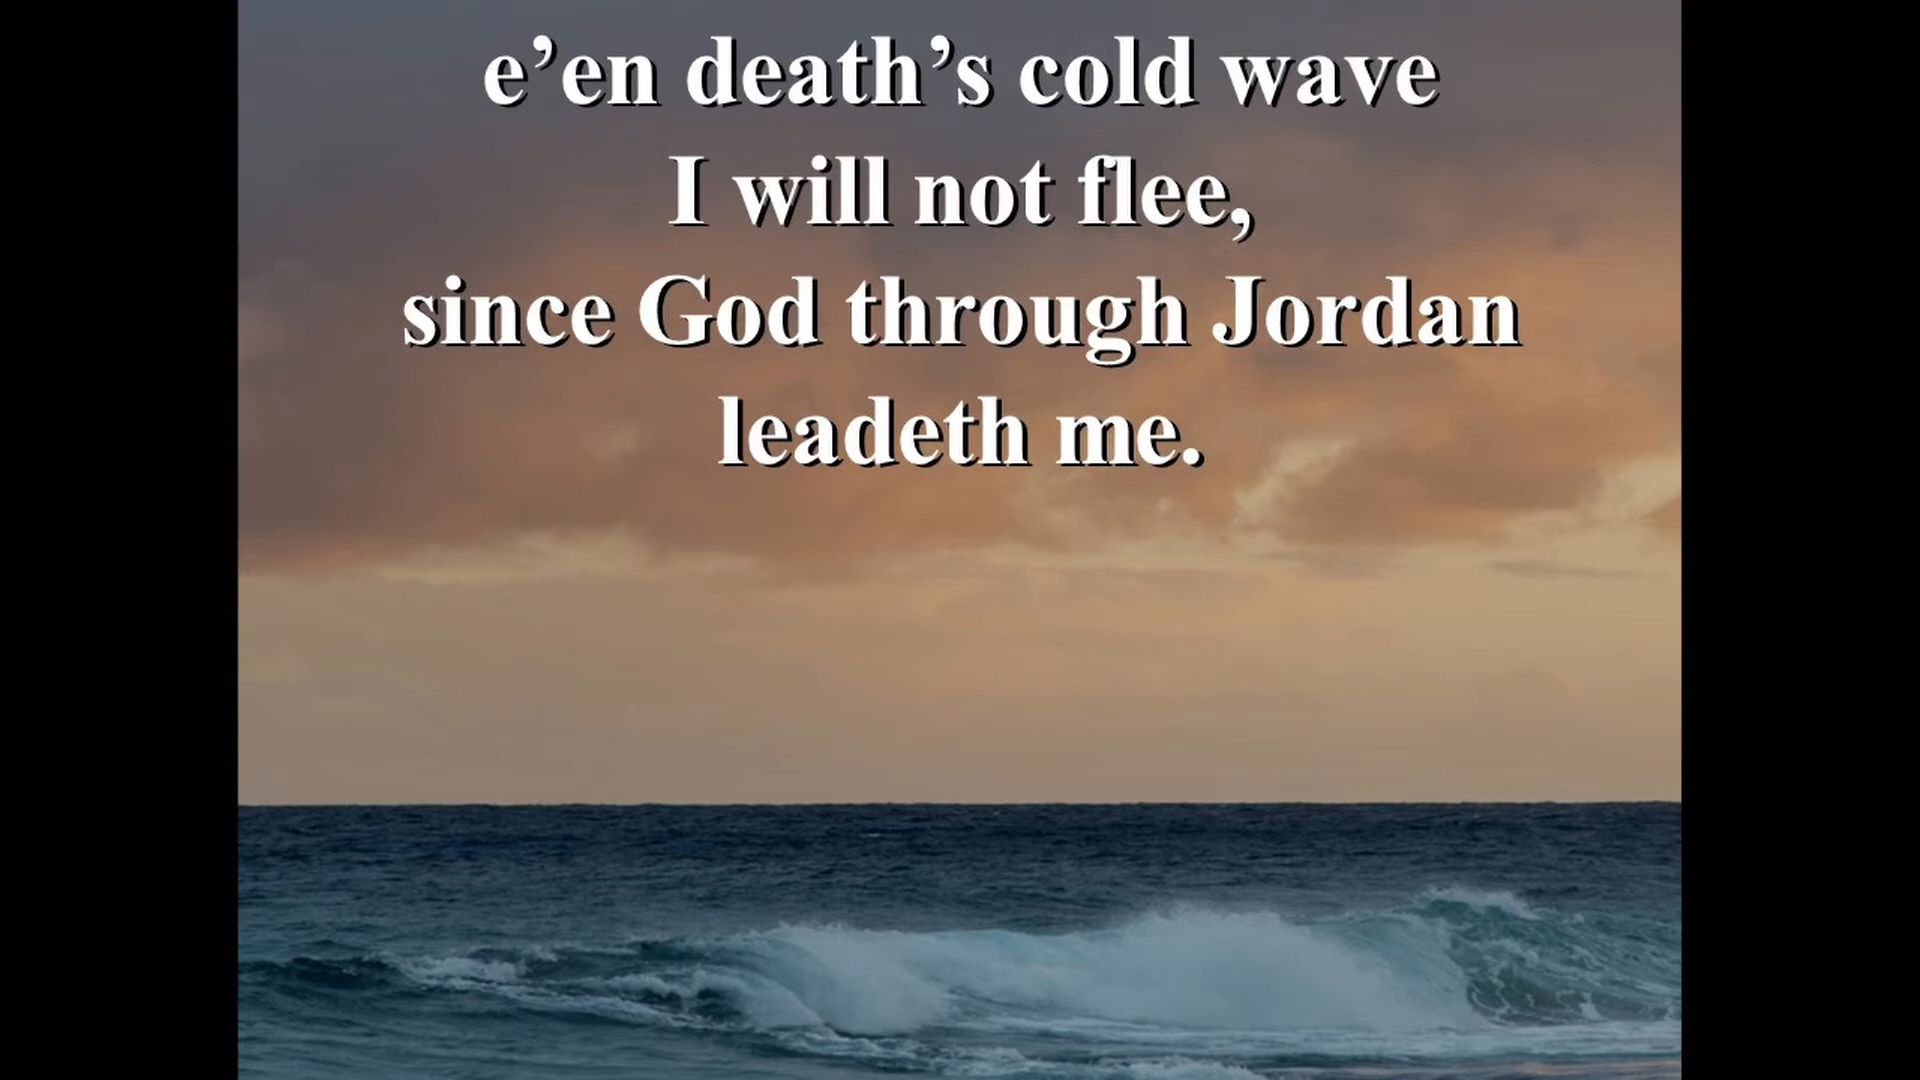 e’en death’s cold wave
I will not flee,
since God through Jordan
leadeth me.